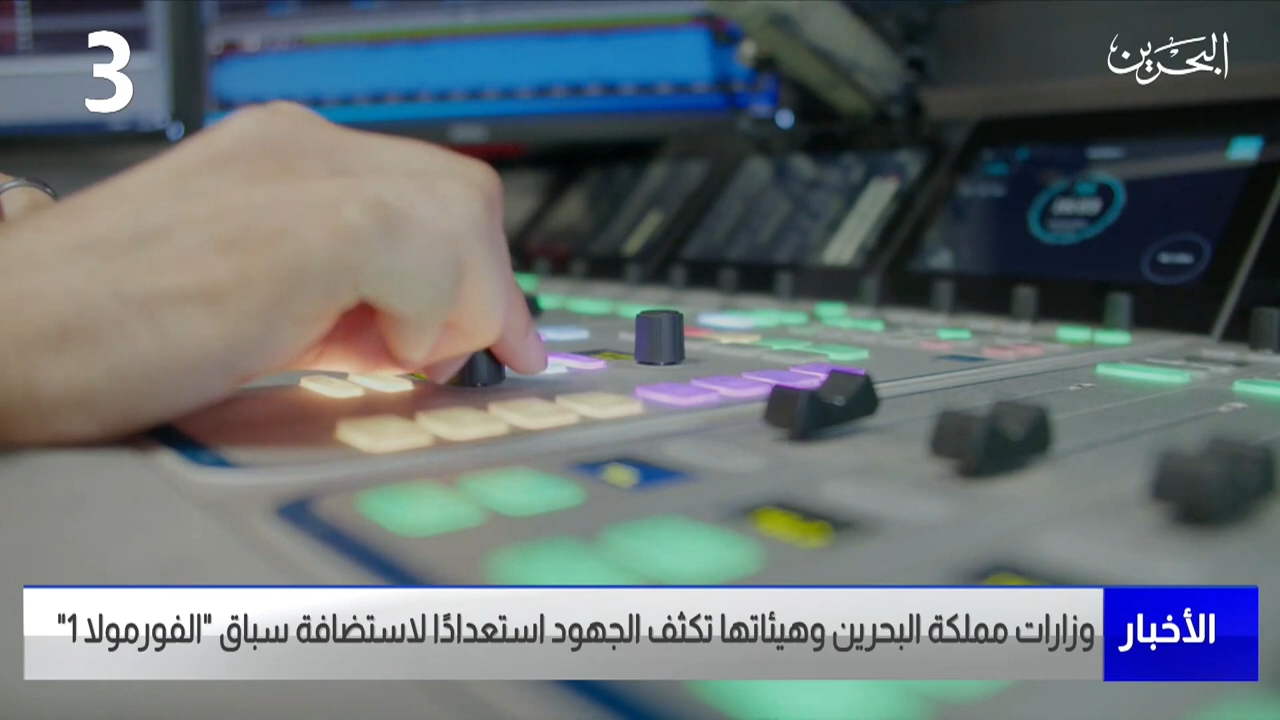 3
البحرين
الأخبار
وزارات مملكة البحرين وهيئاتها تكثف الجهود استعدادًا لاستضافة سباق "الفورمولا 1"